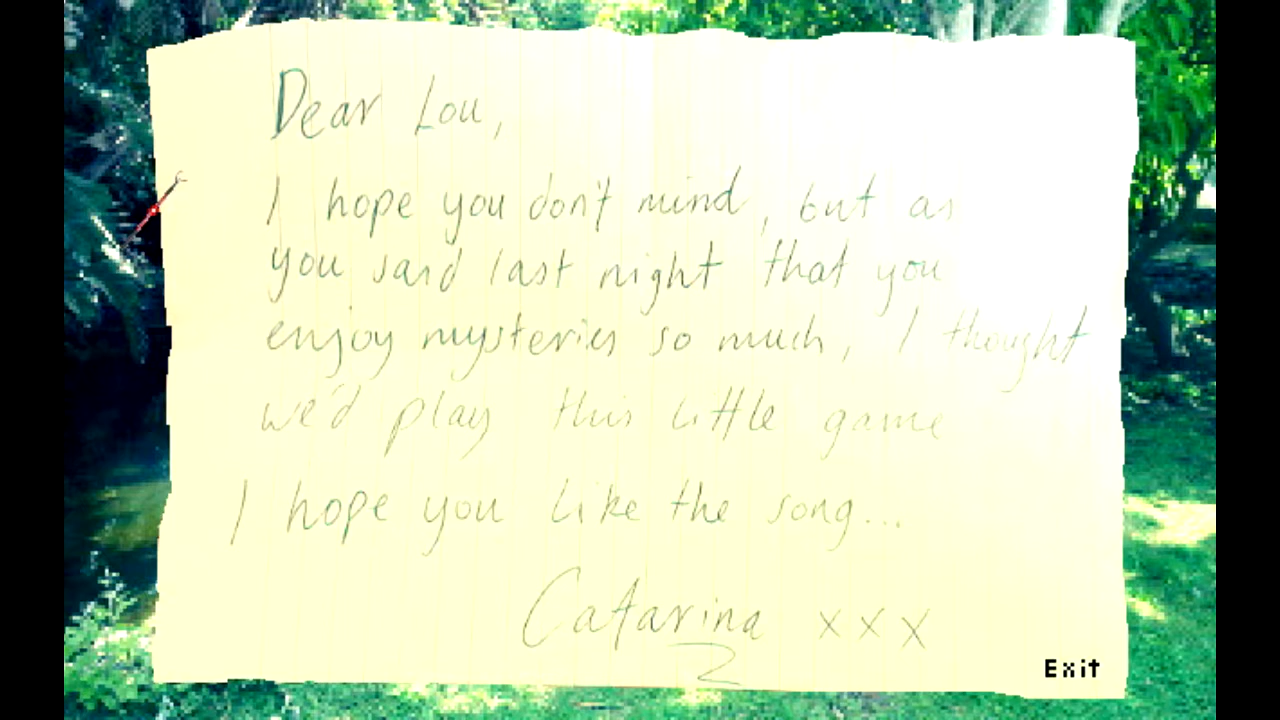 Dear Lou,
I hope you don't mind, but as
you said last night that you
enjoy mysteries so much, I thought
we'd play this little game
I hope you like the song...
Catarina xxx
Exit